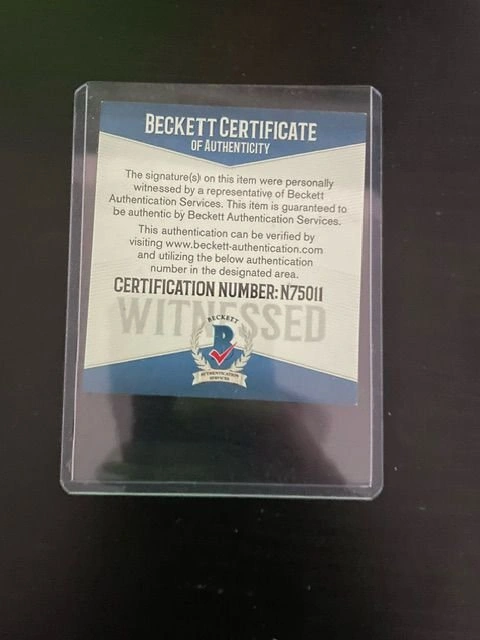 BECKETT CERTIFICATE
OF AUTHENTICITY
The signature(s) on this item were personally
witnessed by a representative of Beckett
Authentication Services. This item is guaranteed to
be authentic by Beckett Authentication Services.
This authentication can be verified by
visiting www.beckett-authentication.com
and utilizing the below authentication
number in the designated area.
CERTIFICATION NUMBER: N75011
WITNESSED
BECKETT
B
AUTHENTICATION
SERVICES